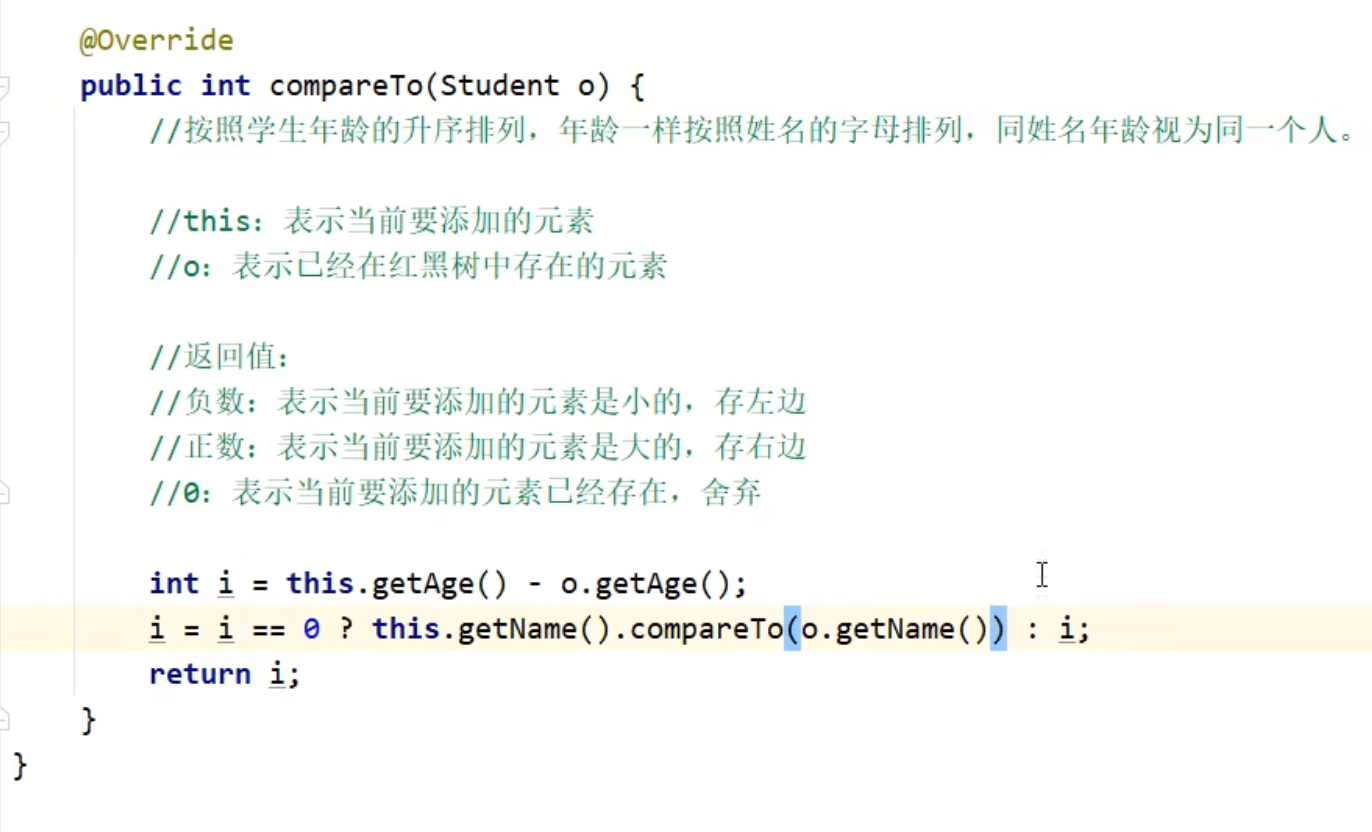 @Override
public int compareTo(Student o) {
//按照学生年龄的升序排列，年龄一样按照姓名的字母排列，同姓名年龄视为同一个人。
//this：表示当前要添加的元素
//o：表示已经在红黑树中存在的元素
//返回值：
//负数：表示当前要添加的元素是小的，存左边
//正数：表示当前要添加的元素是大的，存右边
//0：表示当前要添加的元素已经存在，舍弃
int i = this.getAge() - o.getAge();
i = i == 0 ? this.getName().compareTo(o.getName()) : i;
return i;
}
}